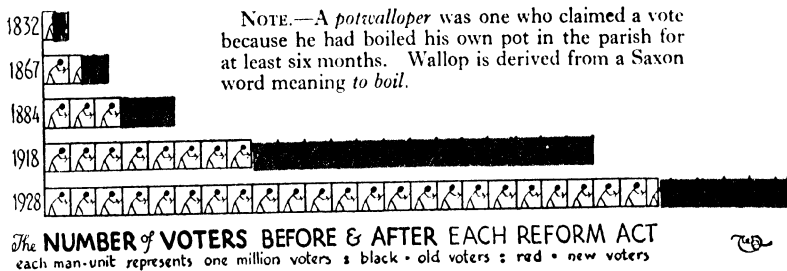 NOTE.—A potwalloper was one who claimed a vote
because he had boiled his own pot in the parish for
at least six months. Wallop is derived from a Saxon
word meaning to boil.
1832
1867
1884
1918
1928
The NUMBER of VOTERS BEFORE & AFTER EACH REFORM ACT
each man-unit represents one million voters : black · old voters : red · new voters